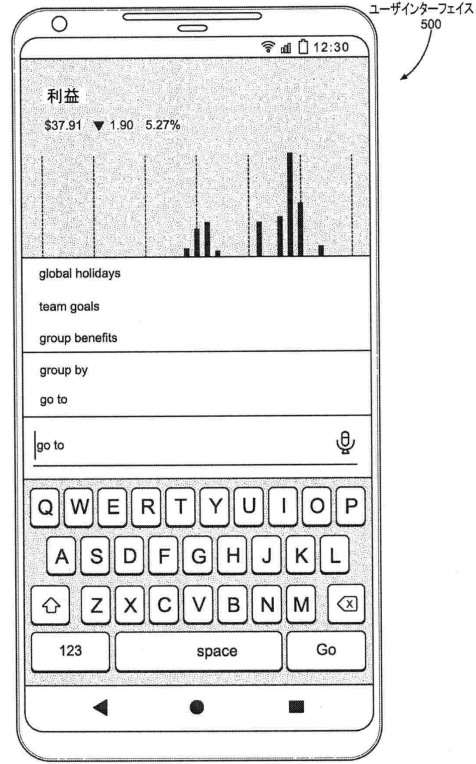 ユーザインターフェイス
500
12:30
利益
$37.91 ▼ 1.90 5.27%
global holidays
team goals
group benefits
group by
go to
go to
Q W E R T Y U I O P
A S D F G H J K L
Z X C V B N M
123 space Go